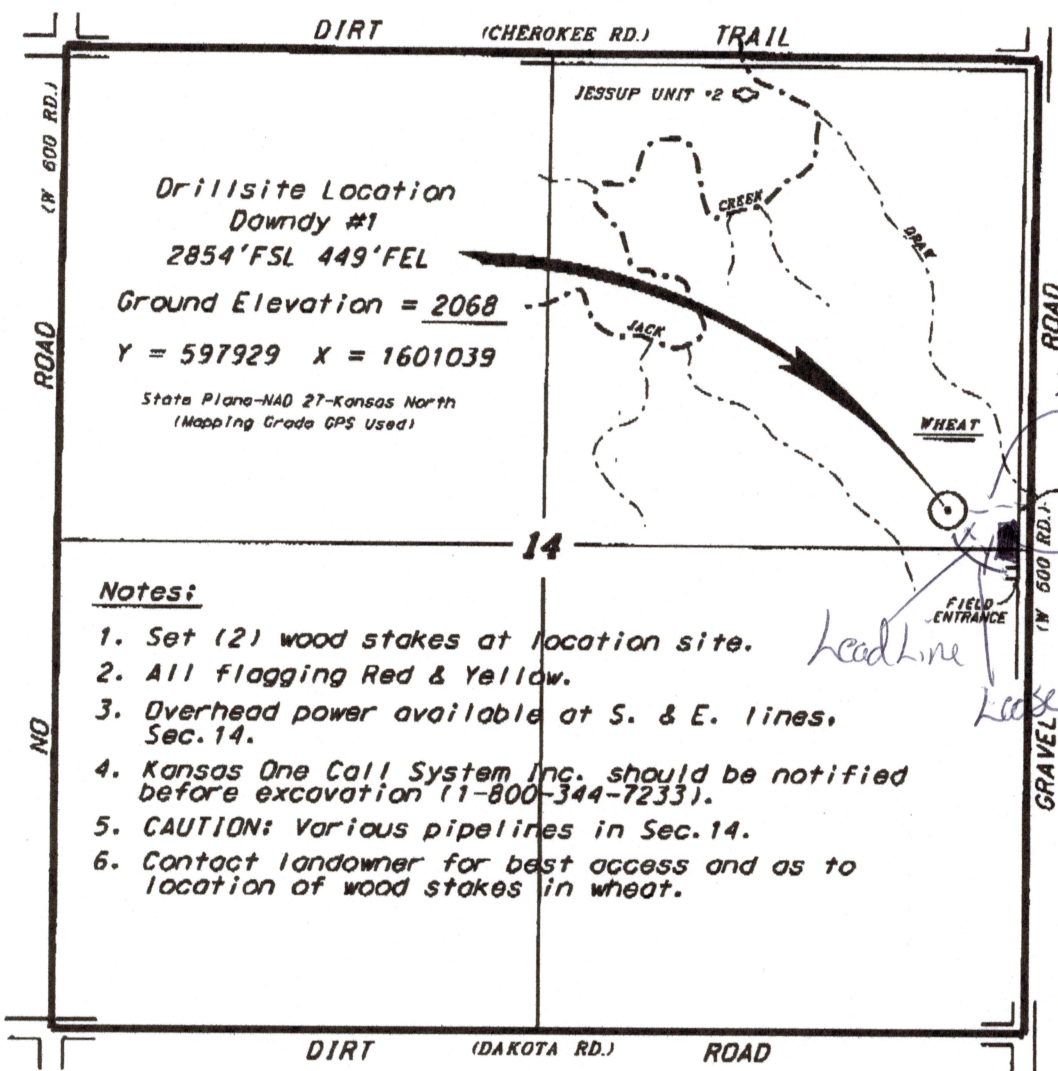 DIRT (CHEROKEE RD.) TRAIL
(W 600 RD.)
JESSUP UNIT #2
Drillsite Location
Downdy #1
2854'FSL 449'FEL
CREEK
DRAW
Ground Elevation = 2068
JACK
ROAD
ROAD
Y = 597929 X = 1601039
State Plane-NAD 27-Kansas North
(Mapping Grade GPS Used)
WHEAT
14
(W 600 RD.)
FIELD
ENTRANCE
Lead Line
Notes:
1. Set (2) wood stakes at location site.
2. All flagging Red & Yellow.
3. Overhead power available at S. & E. lines,
Sec. 14.
4. Kansas One Call System Inc. should be notified
before excavation (1-800-344-7233).
5. CAUTION: Various pipelines in Sec. 14.
6. Contact landowner for best access and as to
location of wood stakes in wheat.
NO
GRAVEL
DIRT (DAKOTA RD.) ROAD